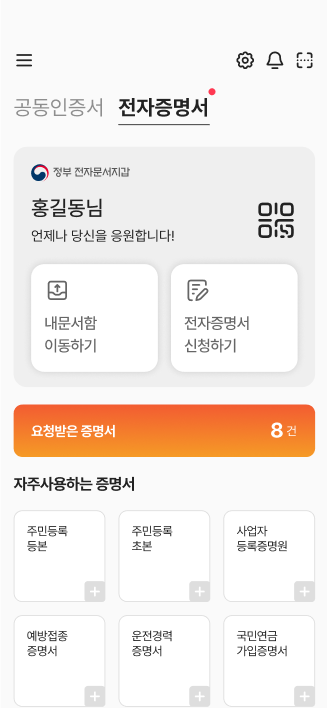 공동인증서 전자증명서
정부 전자문서지갑
홍길동님
언제나 당신을 응원합니다!
내문서함
이동하기
전자증명서
신청하기
요청받은 증명서 8 건
자주사용하는 증명서
주민등록
등본
주민등록
초본
사업자
등록증명원
예방접종
증명서
운전경력
증명서
국민연금
가입증명서